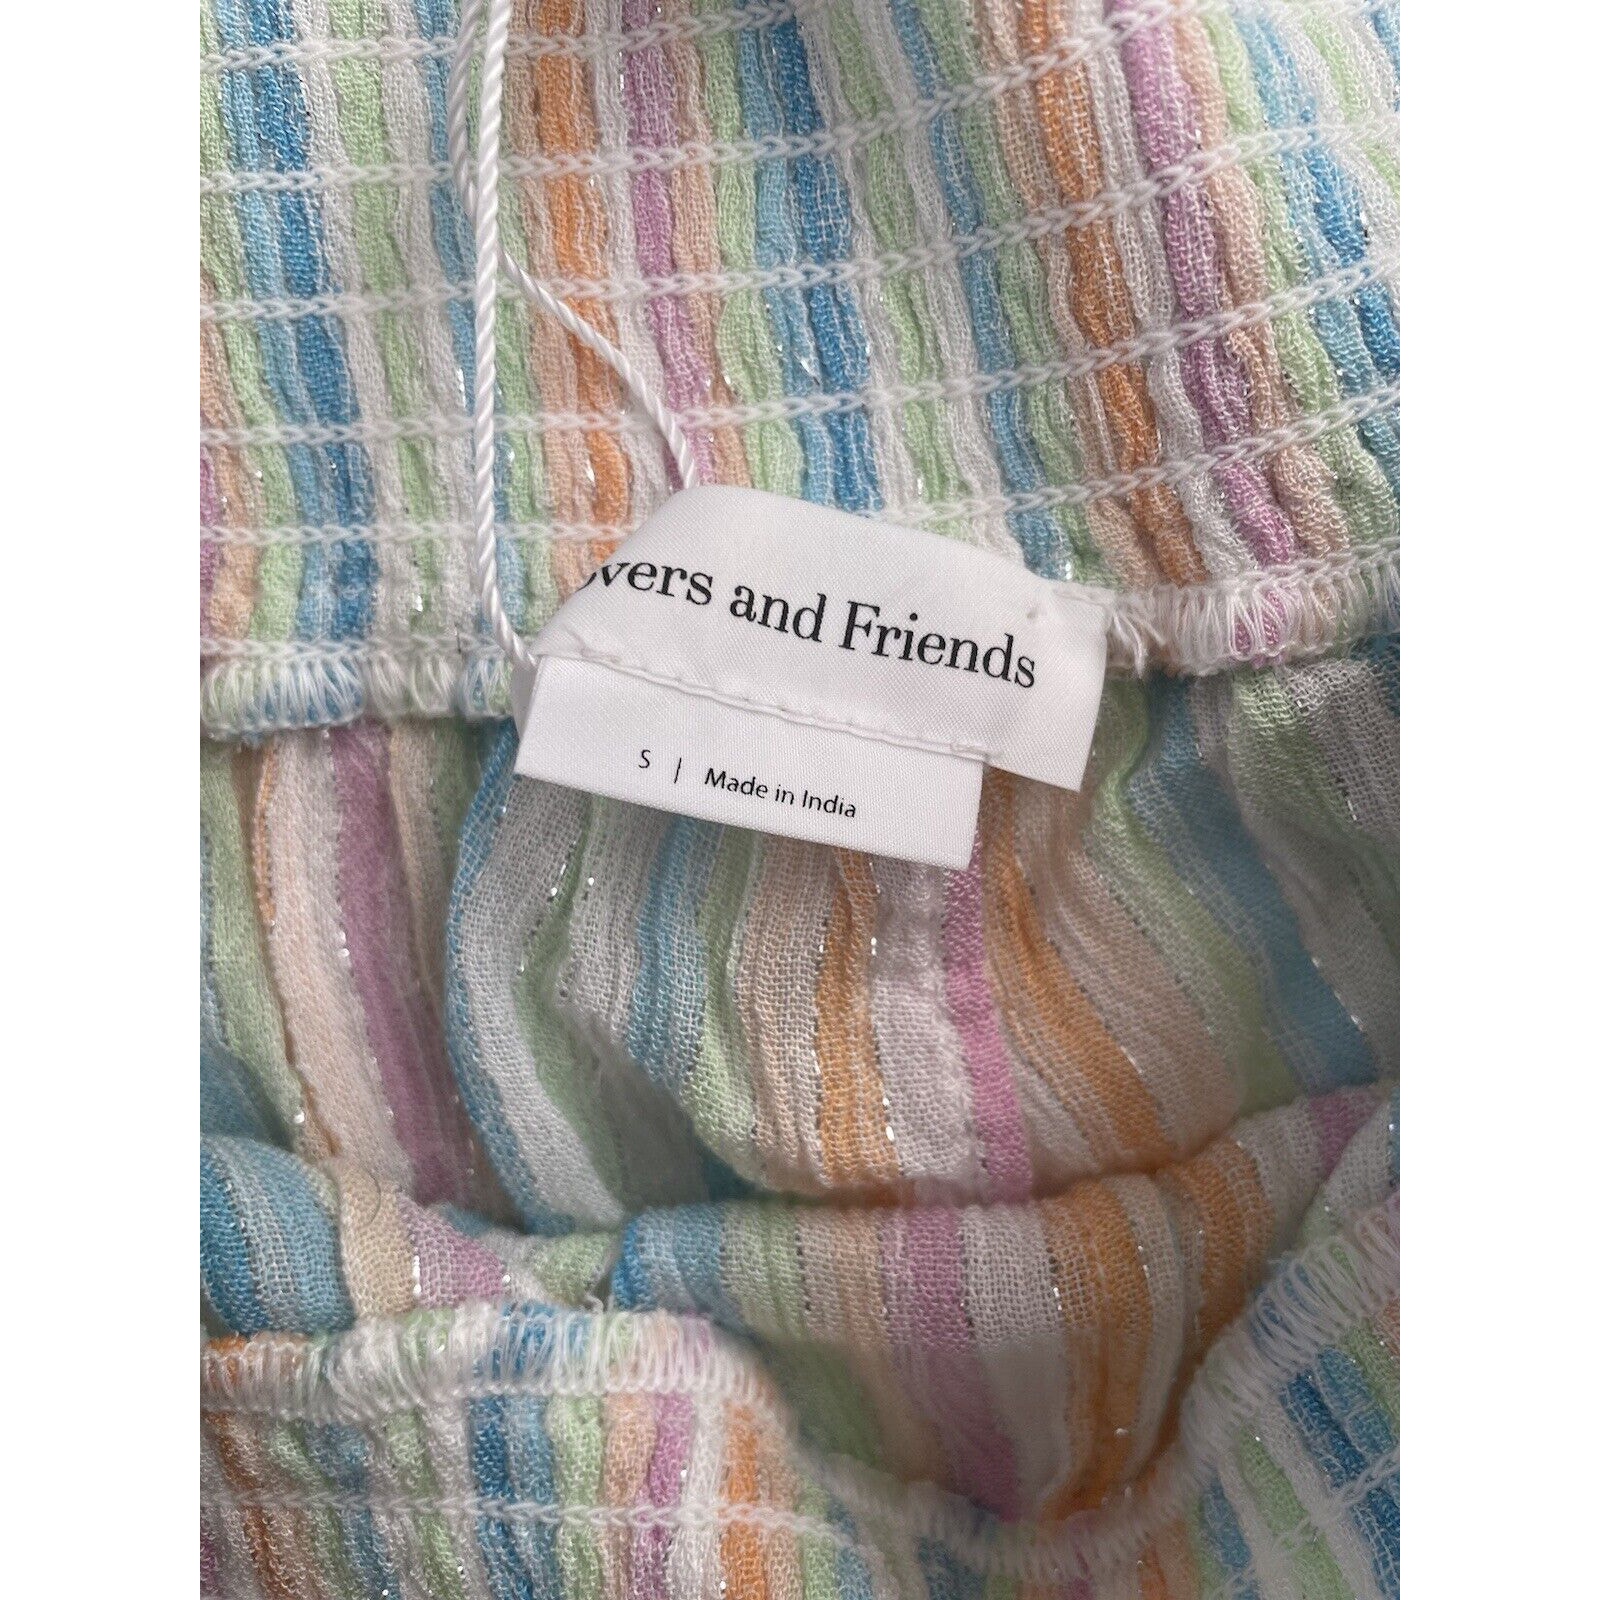 overs and Friends
S | Made in India